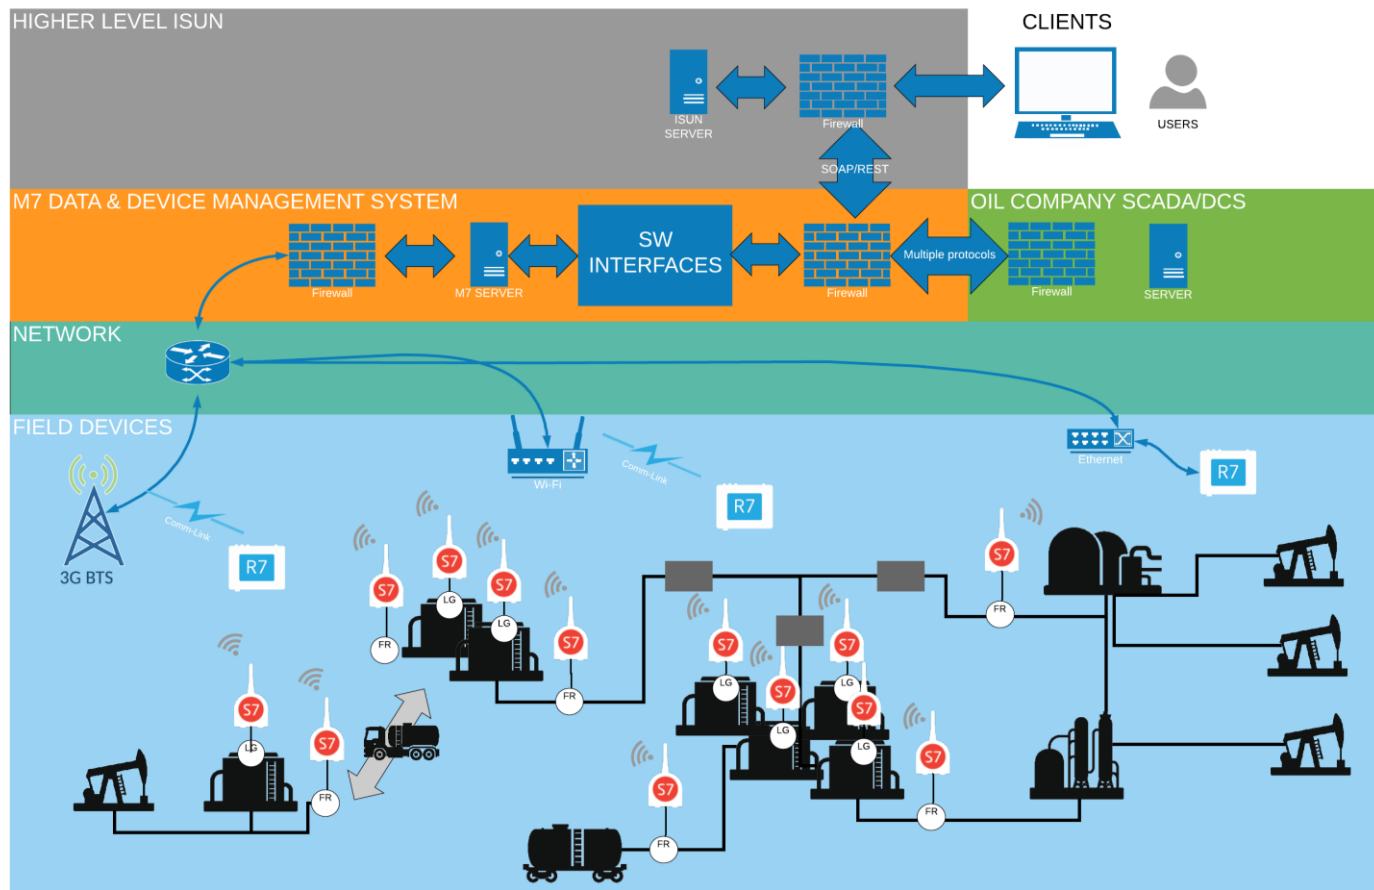 HIGHER LEVEL ISUN
CLIENTS
ISUN
SERVER
Firewall
USERS
SOAP/REST
M7 DATA & DEVICE MANAGEMENT SYSTEM
OIL COMPANY SCADA/DCS
SW
INTERFACES
Multiple protocols
Firewall
M7 SERVER
Firewall
Firewall
SERVER
NETWORK
FIELD DEVICES
Wi-Fi
Comm-Link
Ethernet
R7
R7
Comm-Link
3G BTS
R7
S7
S7
S7
S7
S7
LG
LG
FR
FR
FR
S7
S7
S7
S7
S7
LG
LG
LG
LG
FR
S7
S7
LG
FR
S7
FR